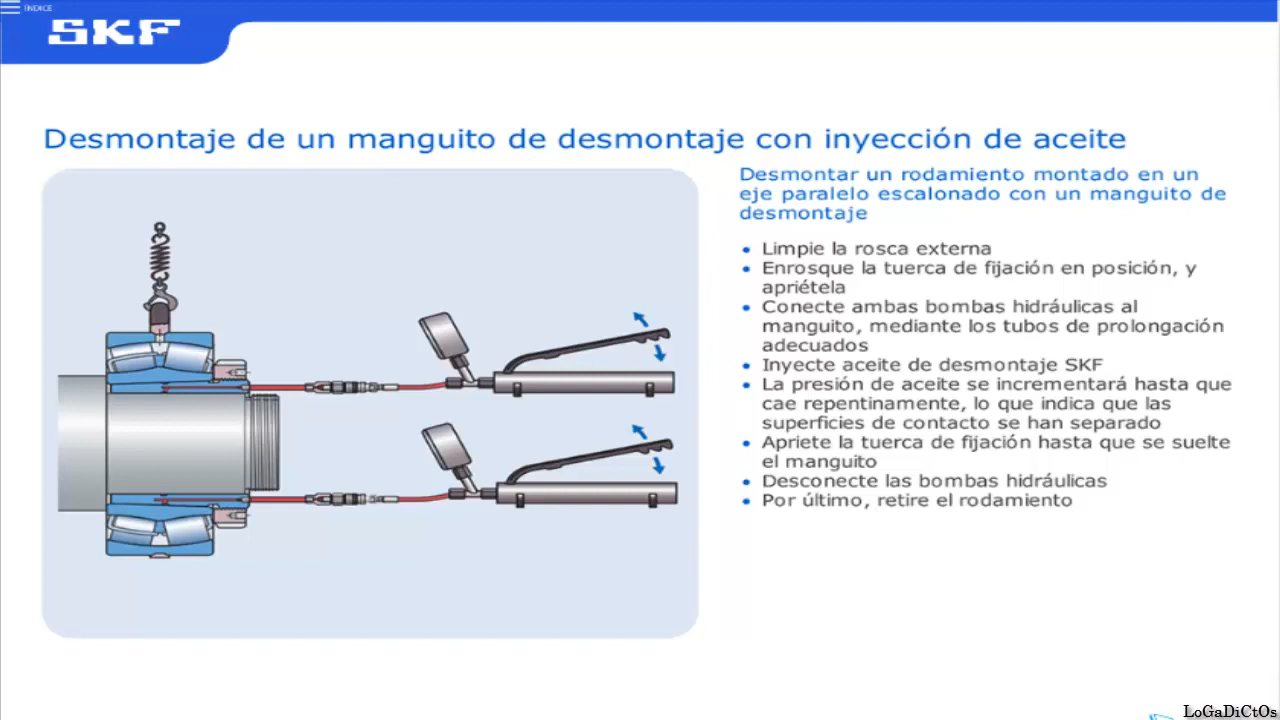 ÍNDICE
SKF
Desmontaje de un manguito de desmontaje con inyección de aceite
Desmontar un rodamiento montado en un
eje paralelo escalonado con un manguito de
desmontaje
• Limpie la rosca externa
• Enrosque la tuerca de fijación en posición, y
apriétela
• Conecte ambas bombas hidráulicas al
manguito, mediante los tubos de prolongación
adecuados
• Inyecte aceite de desmontaje SKF
• La presión de aceite se incrementará hasta que
cae repentinamente, lo que indica que las
superficies de contacto se han separado
• Apriete la tuerca de fijación hasta que se suelte
el manguito
• Desconecte las bombas hidráulicas
• Por último, retire el rodamiento
LoGaDiCtOs